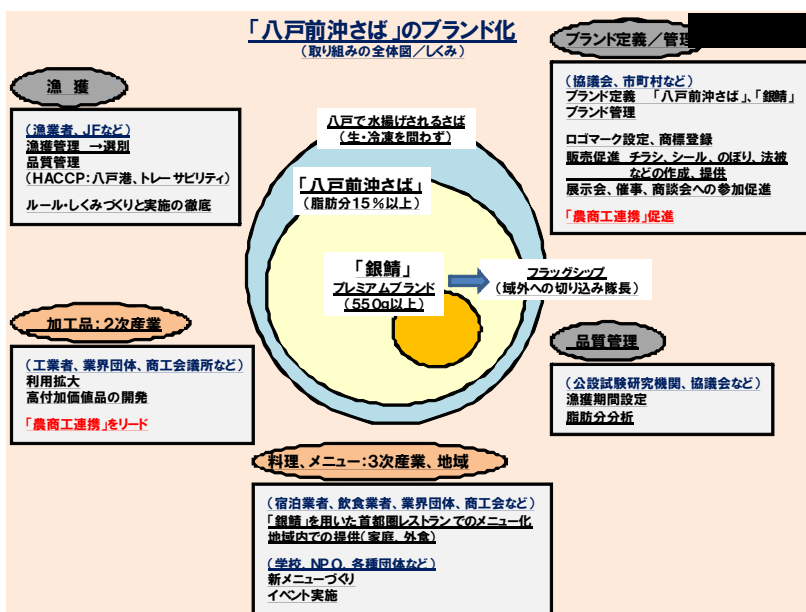 「八戸前沖さば」のブランド化
(取り組みの全体図/しくみ)
漁 獲
(漁業者、JFなど)
漁獲管理 →選別
品質管理
(HACCP:八戸港、トレーサビリティ)
ルール・しくみづくりと実施の徹底
ブランド定義/管理
(協議会、市町村など)
ブランド定義 「八戸前沖さば」、「銀鯖」
ブランド管理
ロゴマーク設定、商標登録
販売促進 チラシ、シール、のぼり、法被
などの作成、提供
展示会、催事、商談会への参加促進
「農商工連携」促進
八戸で水揚げされるさば
(生・冷凍を問わず)
「八戸前沖さば」
(脂肪分15%以上)
「銀鯖」
プレミアムブランド
(550g以上)
フラッグシップ
(域外への切り込み隊長)
加工品:2次産業
(工業者、業界団体、商工会議所など)
利用拡大
高付加価値品の開発
「農商工連携」をリード
品質管理
(公設試験研究機関、協議会など)
漁獲期間設定
脂肪分分析
料理、メニュー:3次産業、地域
(宿泊業者、飲食業者、業界団体、商工会など)
「銀鯖」を用いた首都圏レストランでのメニュー化
地域内での提供(家庭、外食)
(学校、NPO、各種団体など)
新メニューづくり
イベント実施